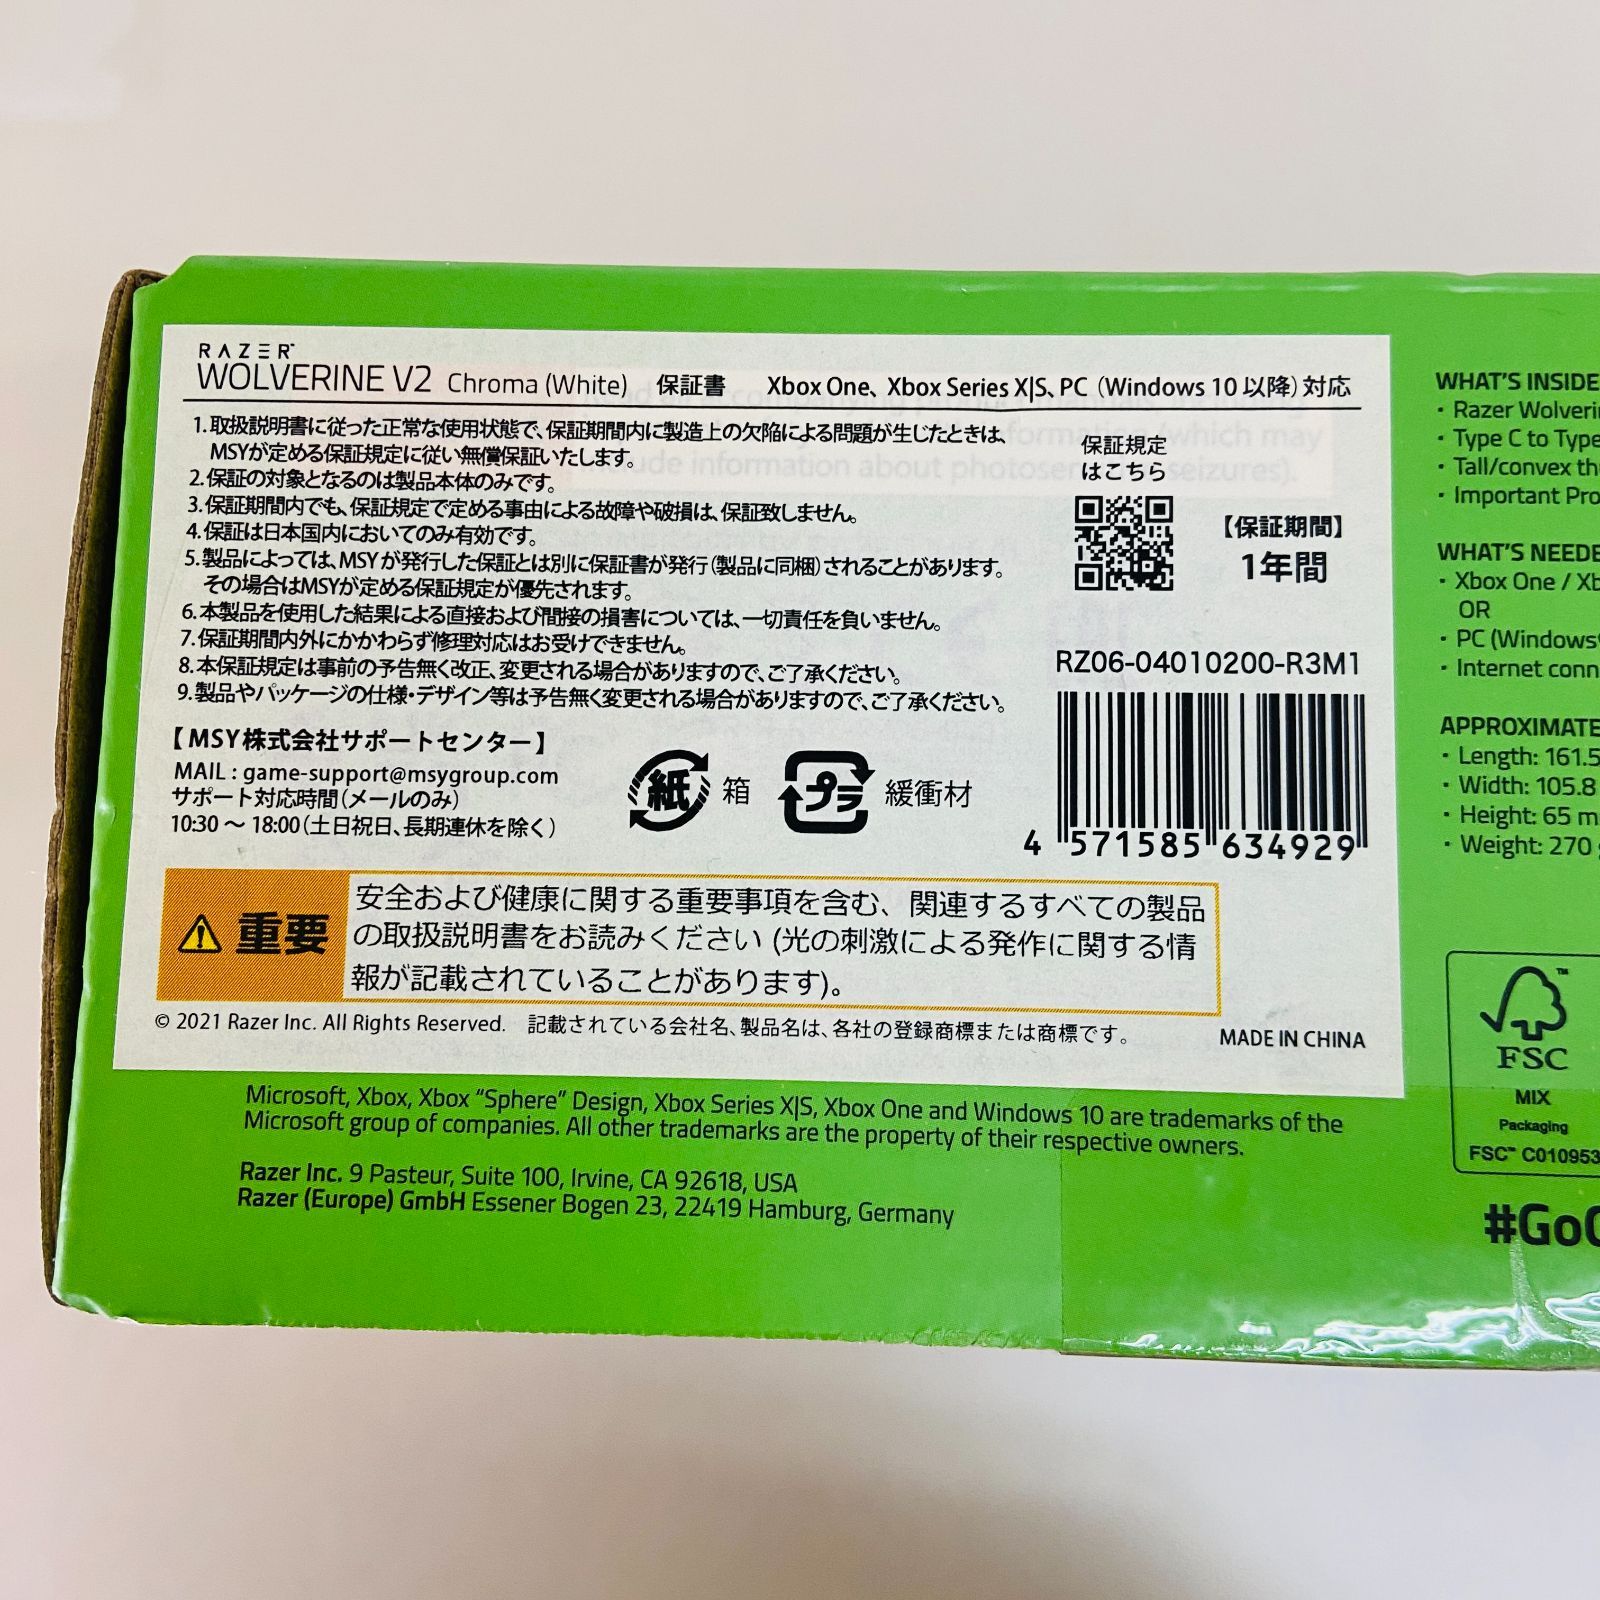 RAZER
WOLVERINE V2 Chroma (White) 保証書 Xbox One、Xbox Series X|S、PC (Windows 10 以降) 対応
1.取扱説明書に従った正常な使用状態で、保証期間内に製造上の欠陥による問題が生じたときは、
MSYが定める保証規定に従い無償保証いたします。
2.保証の対象となるのは製品本体のみです。
3.保証期間内でも、保証規定で定める事由による故障や破損は、保証致しません。
4.保証は日本国内においてのみ有効です。
5.製品によっては、MSYが発行した保証とは別に保証書が発行(製品に同梱)されることがあります。
その場合はMSYが定める保証規定が優先されます。
6.本製品を使用した結果による直接および間接の損害については、一切責任を負いません。
7.保証期間内外にかかわらず修理対応はお受けできません。
8.本保証規定は事前の予告無く改正、変更される場合がありますので、ご了承ください。
9.製品やパッケージの仕様・デザイン等は予告無く変更される場合がありますので、ご了承ください。
保証規定
はこちら
【保証期間】
1年間
【MSY株式会社サポートセンター】
MAIL : game-support@msygroup.com
サポート対応時間(メールのみ)
10:30 〜 18:00(土日祝日、長期連休を除く)
紙 箱 プラ 緩衝材
RZ06-04010200-R3M1
4 571585 634929
重要
安全および健康に関する重要事項を含む、関連するすべての製品
の取扱説明書をお読みください (光の刺激による発作に関する情
報が記載されていることがあります)。
© 2021 Razer Inc. All Rights Reserved. 記載されている会社名、製品名は、各社の登録商標または商標です。
MADE IN CHINA
Microsoft, Xbox, Xbox “Sphere” Design, Xbox Series X|S, Xbox One and Windows 10 are trademarks of the
Microsoft group of companies. All other trademarks are the property of their respective owners.
Razer Inc. 9 Pasteur, Suite 100, Irvine, CA 92618, USA
Razer (Europe) GmbH Essener Bogen 23, 22419 Hamburg, Germany
WHAT'S INSIDE
· Razer
· Type C to Type
· Tall/convex
· Important
WHAT'S
· Xbox One /
OR
· PC
· Internet
APPROXIMATE
· Length: 161.5
· Width: 105.8
· Height: 65
· Weight: 270
FSC
MIX
Packaging
FSC™ C010953